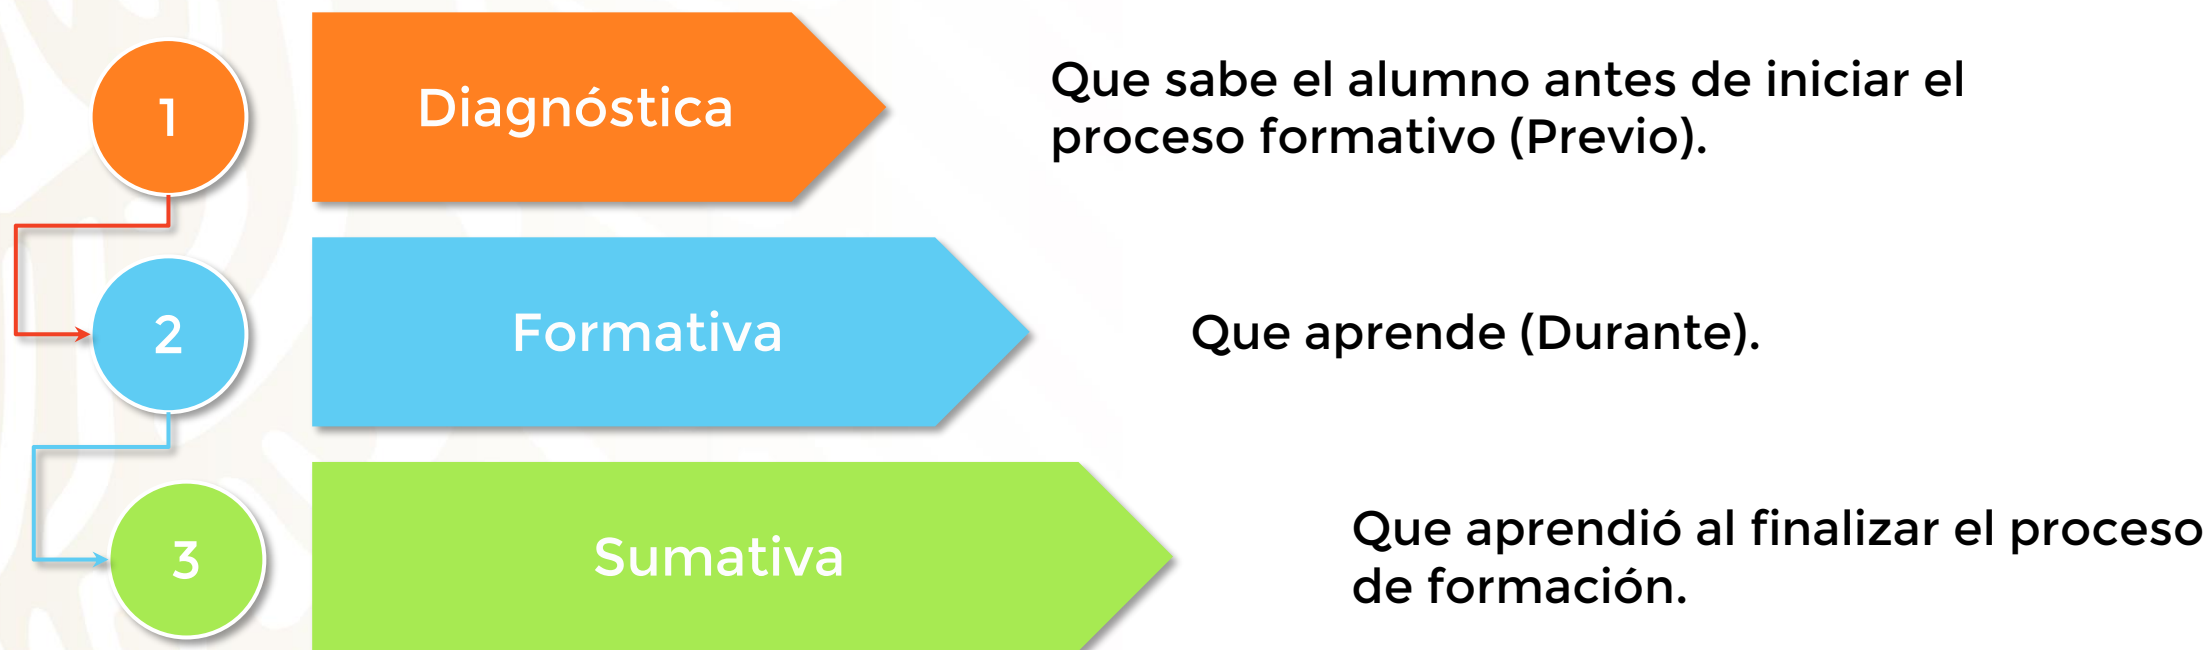 1
Diagnóstica
Que sabe el alumno antes de iniciar el
proceso formativo (Previo).
2
Formativa
Que aprende (Durante).
3
Sumativa
Que aprendió al finalizar el proceso
de formación.